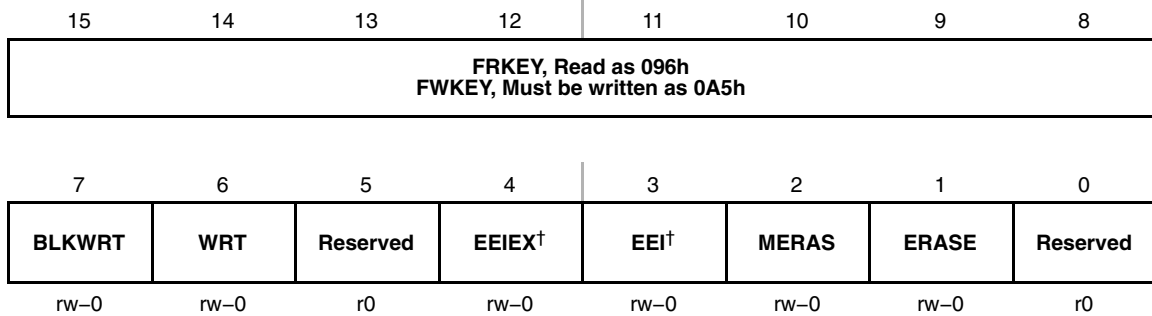 15 14 13 12 11 10 9 8
FRKEY, Read as 096h
FWKEY, Must be written as 0A5h
7 6 5 4 3 2 1 0
BLKWRT WRT Reserved EEIEX† EEI† MERAS ERASE Reserved
rw−0 rw−0 r0 rw−0 rw−0 rw−0 rw−0 r0